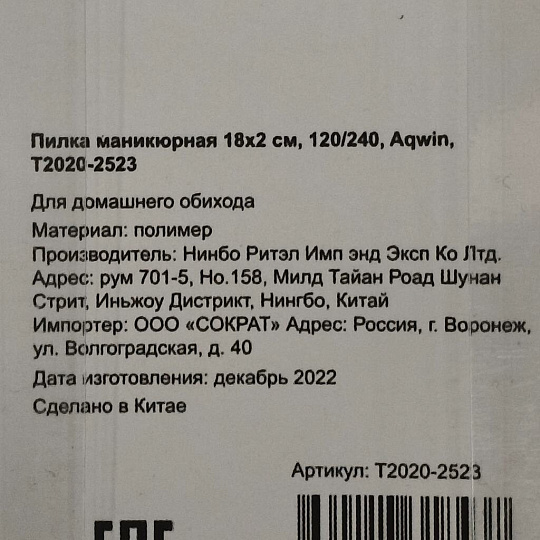 Пилка маникюрная 18х2 см, 120/240, Aqwin,
Т2020-2523
Для домашнего обихода
Материал: полимер
Производитель: Нинбо Ритэл Имп энд Эксп Ко Лтд.
Адрес: рум 701-5, Но.158, Милд Тайан Роад Шунан
Стрит, Иньжоу Дистрикт, Нингбо, Китай
Импортер: ООО «СОКРАТ» Адрес: Россия, г. Воронеж,
ул. Волгоградская, д. 40
Дата изготовления: декабрь 2022
Сделано в Китае
Артикул: Т2020-2523